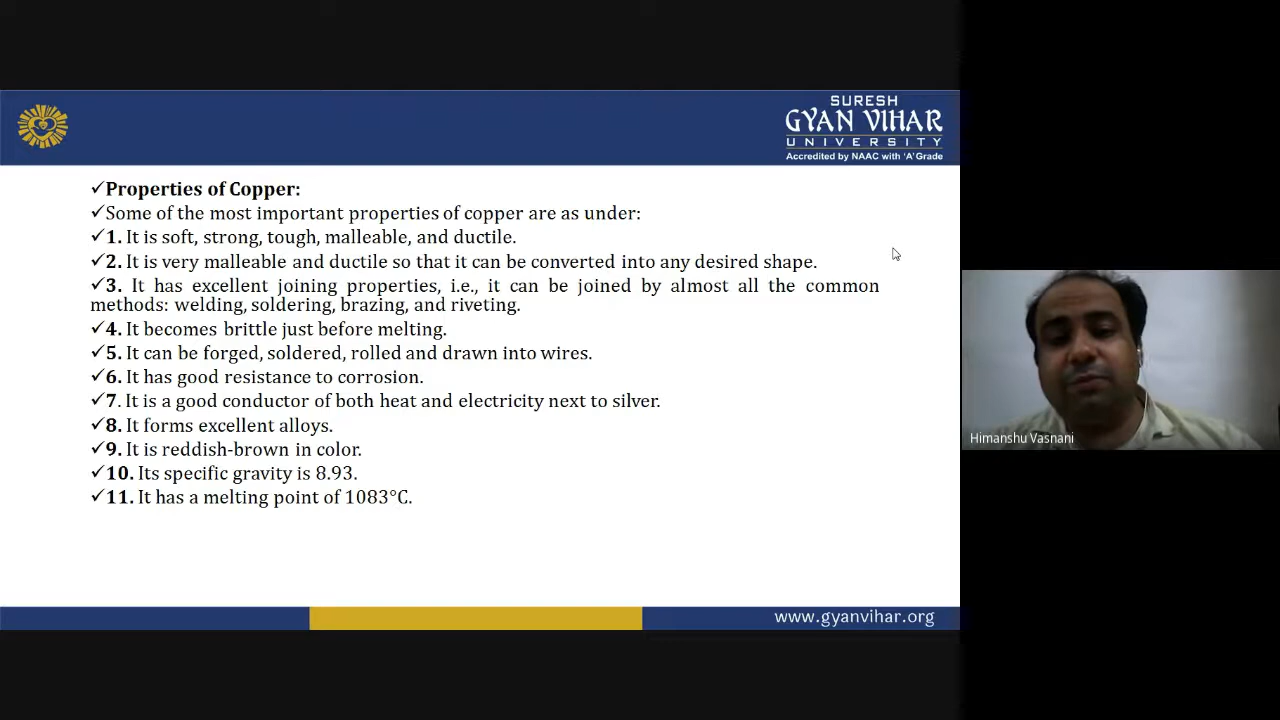 SURESH
GYAN VIHAR
UNIVERSITY
Accredited by NAAC with 'A' Grade
✓Properties of Copper:
✓Some of the most important properties of copper are as under:
✓1. It is soft, strong, tough, malleable, and ductile.
✓2. It is very malleable and ductile so that it can be converted into any desired shape.
✓3. It has excellent joining properties, i.e., it can be joined by almost all the common
methods: welding, soldering, brazing, and riveting.
✓4. It becomes brittle just before melting.
✓5. It can be forged, soldered, rolled and drawn into wires.
✓6. It has good resistance to corrosion.
✓7. It is a good conductor of both heat and electricity next to silver.
✓8. It forms excellent alloys.
✓9. It is reddish-brown in color.
✓10. Its specific gravity is 8.93.
✓11. It has a melting point of 1083°C.
Himanshu Vasnani
www.gyanvihar.org